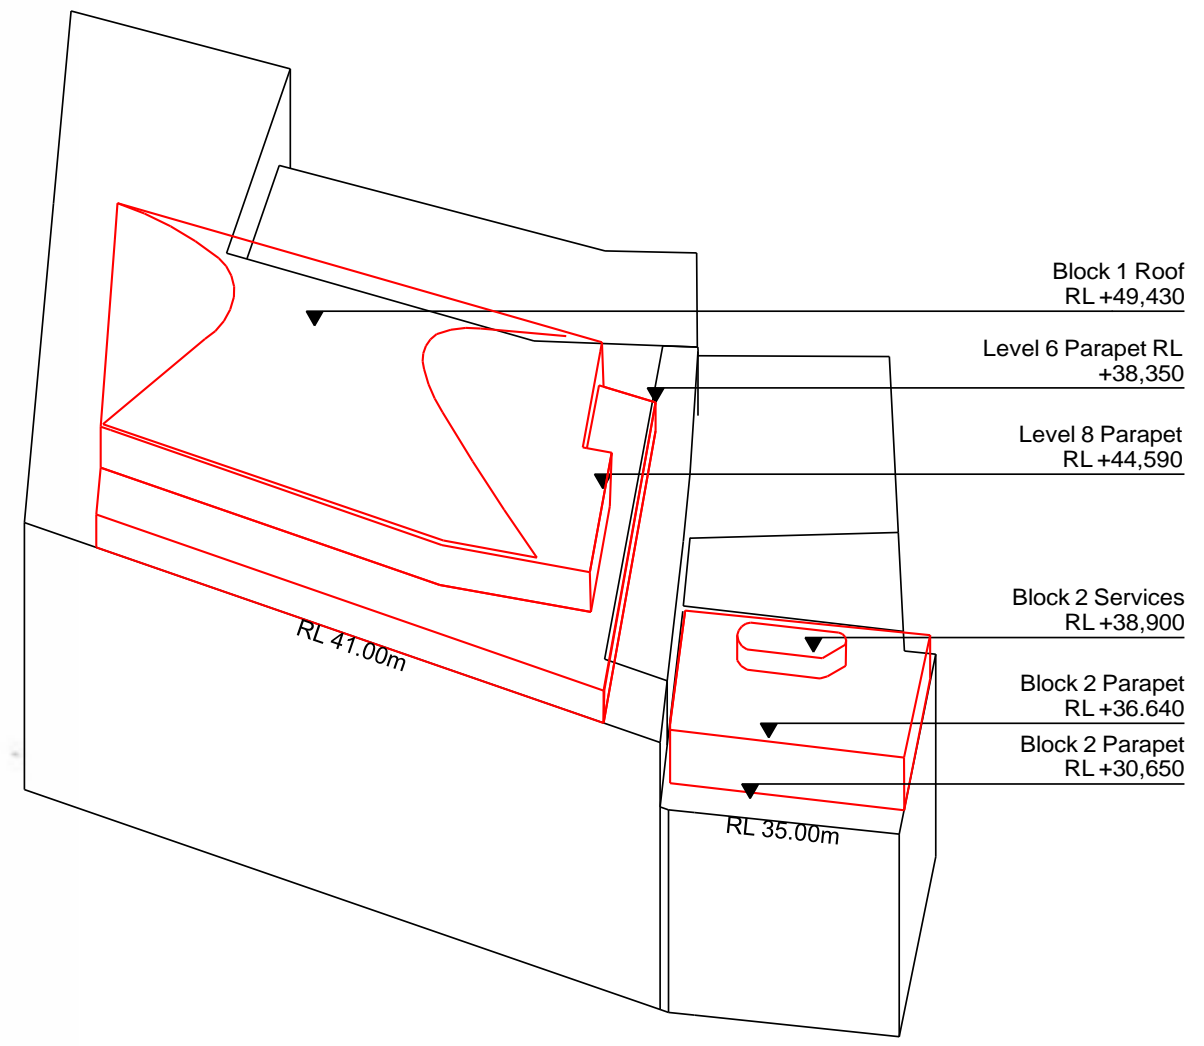 Block 1 Roof
RL +49,430
Level 6 Parapet RL
+38,350
Level 8 Parapet
RL +44,590
Block 2 Services
RL +38,900
RL 41.00m
Block 2 Parapet
RL +36.640
Block 2 Parapet
RL +30,650
RL 35.00m